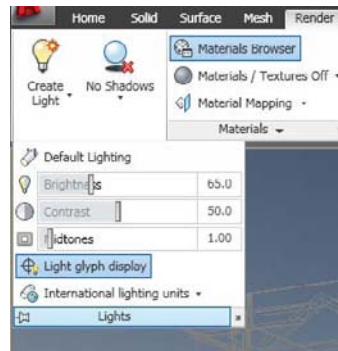 Home Solid Surface Mesh Render
Create Light
No Shadows
Materials Browser
Materials / Textures Off
Material Mapping
Materials
Default Lighting
Brightness 65.0
Contrast 50.0
idtones 1.00
Light glyph display
International lighting units
Lights